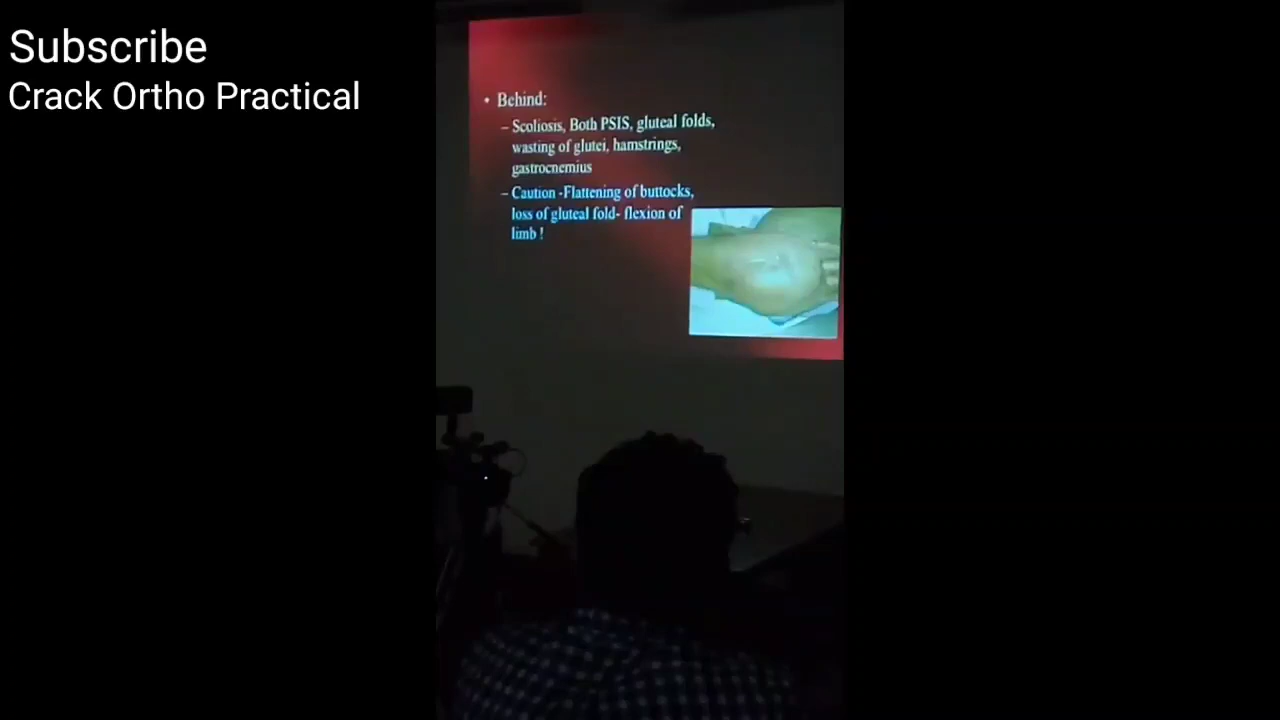 Subscribe
Crack Ortho Practical
• Behind:
– Scoliosis, Both PSIS, gluteal folds,
wasting of glutei, hamstrings,
gastrocnemius
– Caution -Flattening of buttocks,
loss of gluteal fold- flexion of
limb !